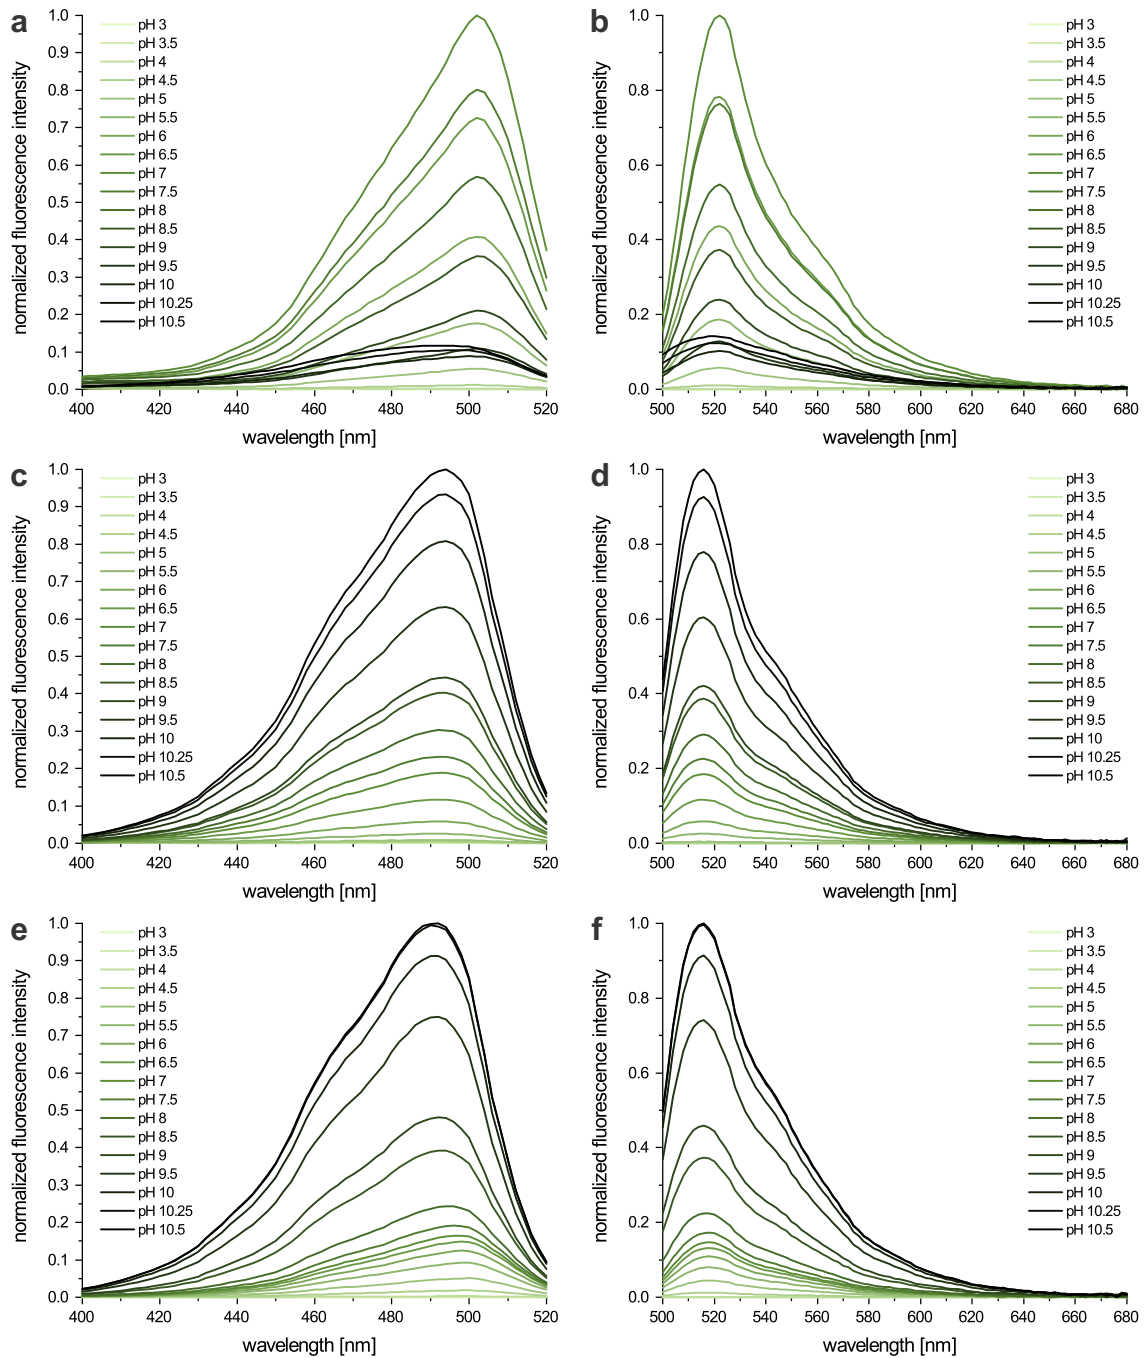 a
normalized fluorescence intensity
1.0
0.9
0.8
0.7
0.6
0.5
0.4
0.3
0.2
0.1
0.0
pH 3
pH 3.5
pH 4
pH 4.5
pH 5
pH 5.5
pH 6
pH 6.5
pH 7
pH 7.5
pH 8
pH 8.5
pH 9
pH 9.5
pH 10
pH 10.25
pH 10.5
400 420 440 460 480 500 520
wavelength [nm]
b
normalized fluorescence intensity
1.0
0.8
0.6
0.4
0.2
0.0
pH 3
pH 3.5
pH 4
pH 4.5
pH 5
pH 5.5
pH 6
pH 6.5
pH 7
pH 7.5
pH 8
pH 8.5
pH 9
pH 9.5
pH 10
pH 10.25
pH 10.5
500 520 540 560 580 600 620 640 660 680
wavelength [nm]
c
normalized fluorescence intensity
1.0
0.9
0.8
0.7
0.6
0.5
0.4
0.3
0.2
0.1
0.0
pH 3
pH 3.5
pH 4
pH 4.5
pH 5
pH 5.5
pH 6
pH 6.5
pH 7
pH 7.5
pH 8
pH 8.5
pH 9
pH 9.5
pH 10
pH 10.25
pH 10.5
400 420 440 460 480 500 520
wavelength [nm]
d
normalized fluorescence intensity
1.0
0.8
0.6
0.4
0.2
0.0
pH 3
pH 3.5
pH 4
pH 4.5
pH 5
pH 5.5
pH 6
pH 6.5
pH 7
pH 7.5
pH 8
pH 8.5
pH 9
pH 9.5
pH 10
pH 10.25
pH 10.5
500 520 540 560 580 600 620 640 660 680
wavelength [nm]
e
normalized fluorescence intensity
1.0
0.9
0.8
0.7
0.6
0.5
0.4
0.3
0.2
0.1
0.0
pH 3
pH 3.5
pH 4
pH 4.5
pH 5
pH 5.5
pH 6
pH 6.5
pH 7
pH 7.5
pH 8
pH 8.5
pH 9
pH 9.5
pH 10
pH 10.25
pH 10.5
400 420 440 460 480 500 520
wavelength [nm]
f
normalized fluorescence intensity
1.0
0.8
0.6
0.4
0.2
0.0
pH 3
pH 3.5
pH 4
pH 4.5
pH 5
pH 5.5
pH 6
pH 6.5
pH 7
pH 7.5
pH 8
pH 8.5
pH 9
pH 9.5
pH 10
pH 10.25
pH 10.5
500 520 540 560 580 600 620 640 660 680
wavelength [nm]